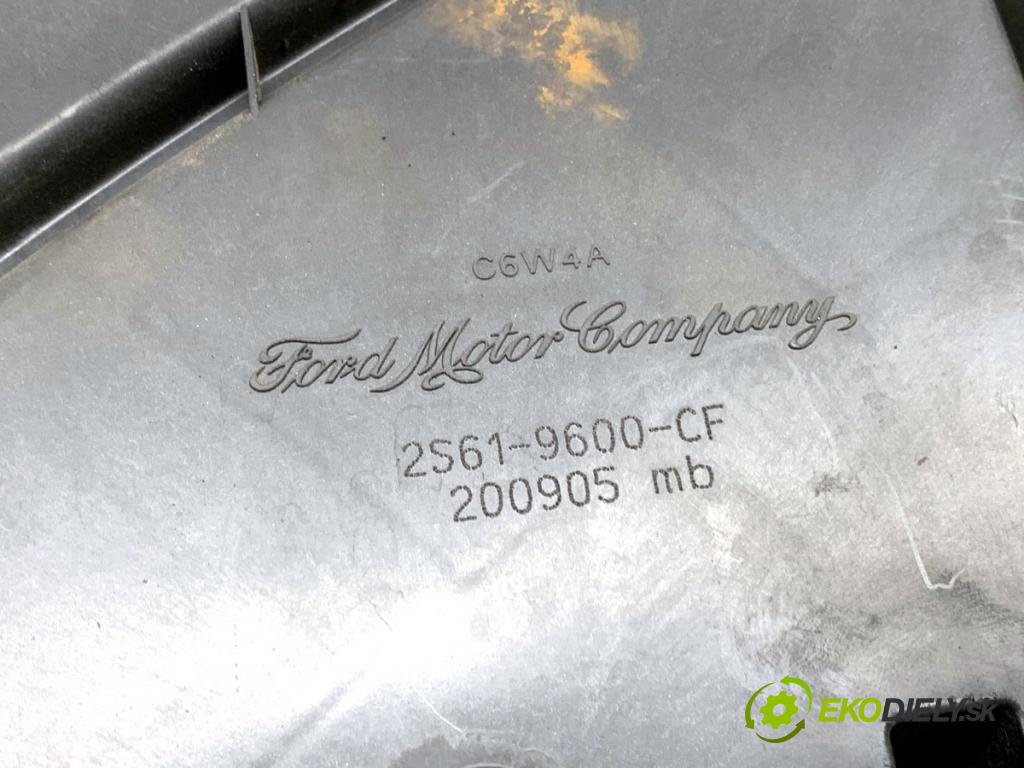 C6W4A
Ford Motor Company
2S61-9600-CF
200905 mb
EKODIELY.SK